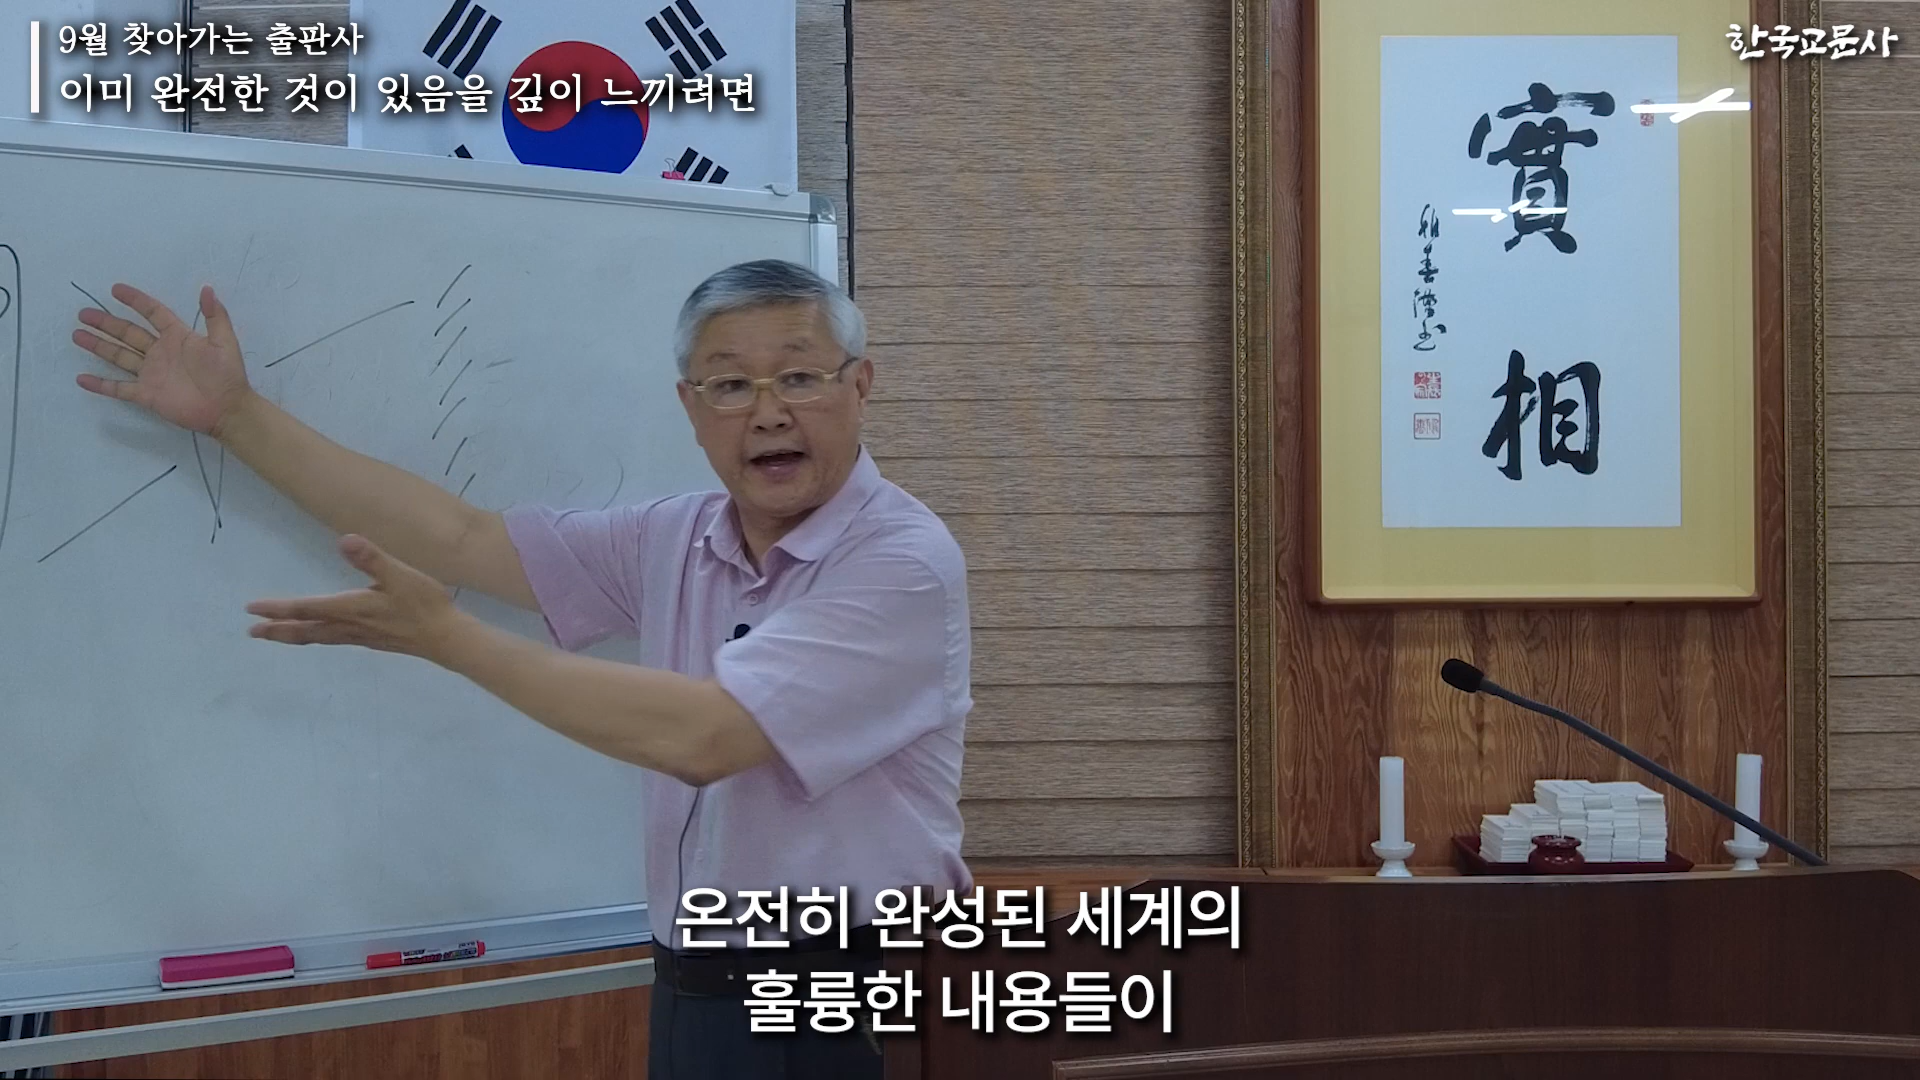 9월 찾아가는 출판사
이미 완전한 것이 있음을 깊이 느끼려면
한국교문사
實
相
온전히 완성된 세계의
훌륭한 내용들이